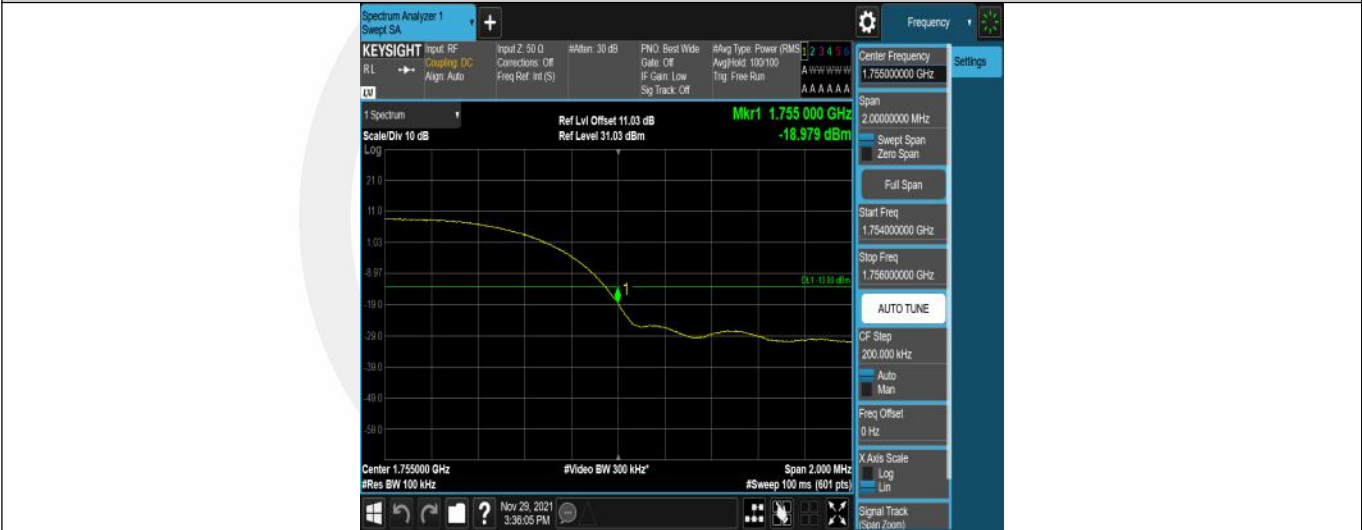 Spectrum Analyzer 1
Swept SA
+
Frequency
KEYSIGHT
RL
Input: RF
Coupling: DC
Align: Auto
Input Z: 50 Ω
Corrections: Off
Freq Ref: Int (S)
#Atten: 30 dB
PNO: Best Wide
Gate: Off
IF Gain: Low
Sig Track: Off
#Avg Type: Power (RMS
Avg|Hold: 100/100
Trig: Free Run
1 2 3 4 5 6
A W W W W W
A A A A A A
1 Spectrum
Scale/Div 10 dB
Log
Ref Lvl Offset 11.03 dB
Ref Level 31.03 dBm
Mkr1 1.755 000 GHz
-18.979 dBm
21.0
11.0
1.03
-8.97
-19.0
-29.0
-39.0
-49.0
-59.0
DL1 -13.00 dBm
1
Center 1.755000 GHz
#Res BW 100 kHz
#Video BW 300 kHz*
Span 2.000 MHz
#Sweep 100 ms (601 pts)
Center Frequency
1.755000000 GHz
Settings
Span
2.00000000 MHz
Swept Span
Zero Span
Full Span
Start Freq
1.754000000 GHz
Stop Freq
1.756000000 GHz
AUTO TUNE
CF Step
200.000 kHz
Auto
Man
Freq Offset
0 Hz
X Axis Scale
Log
Lin
Signal Track
(Span Zoom)
?
Nov 29, 2021
3:36:05 PM